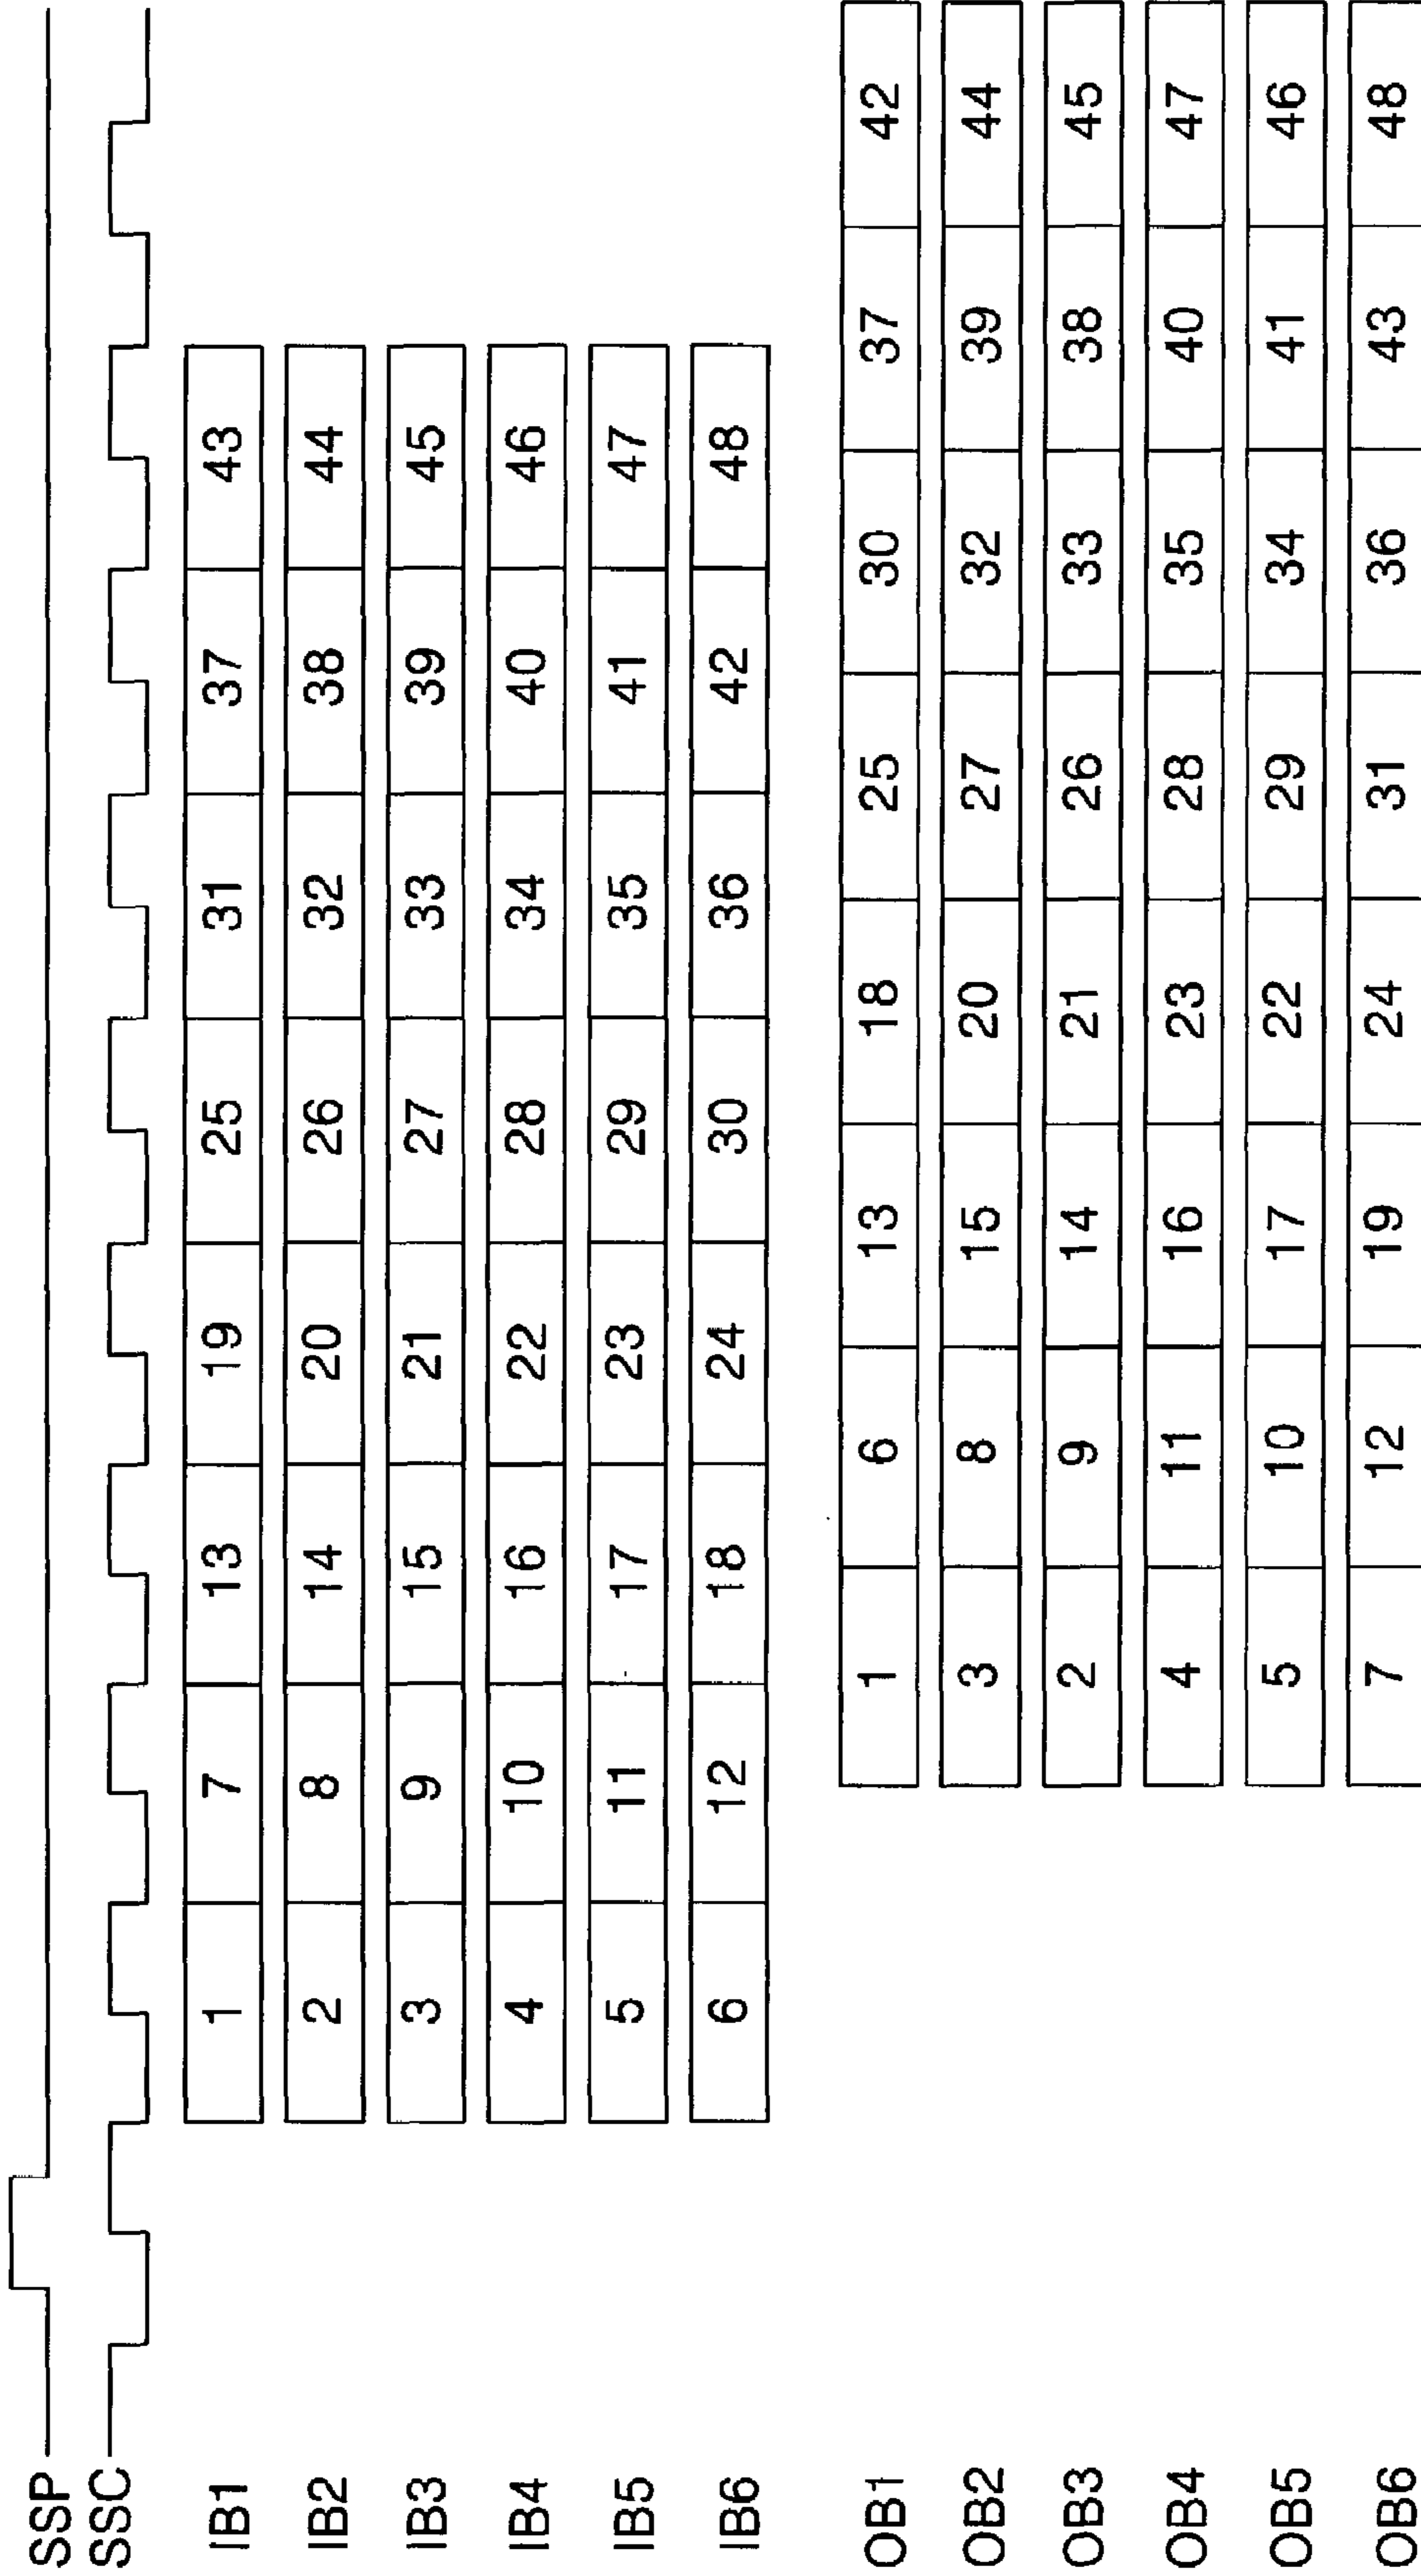 SSP
SSC
IB1 1 7 13 19 25 31 37 43
IB2 2 8 14 20 26 32 38 44
IB3 3 9 15 21 27 33 39 45
IB4 4 10 16 22 28 34 40 46
IB5 5 11 17 23 29 35 41 47
IB6 6 12 18 24 30 36 42 48
OB1 1 6 13 18 25 30 37 42
OB2 3 8 15 20 27 32 39 44
OB3 2 9 14 21 26 33 38 45
OB4 4 11 16 23 28 35 40 47
OB5 5 10 17 22 29 34 41 46
OB6 7 12 19 24 31 36 43 48